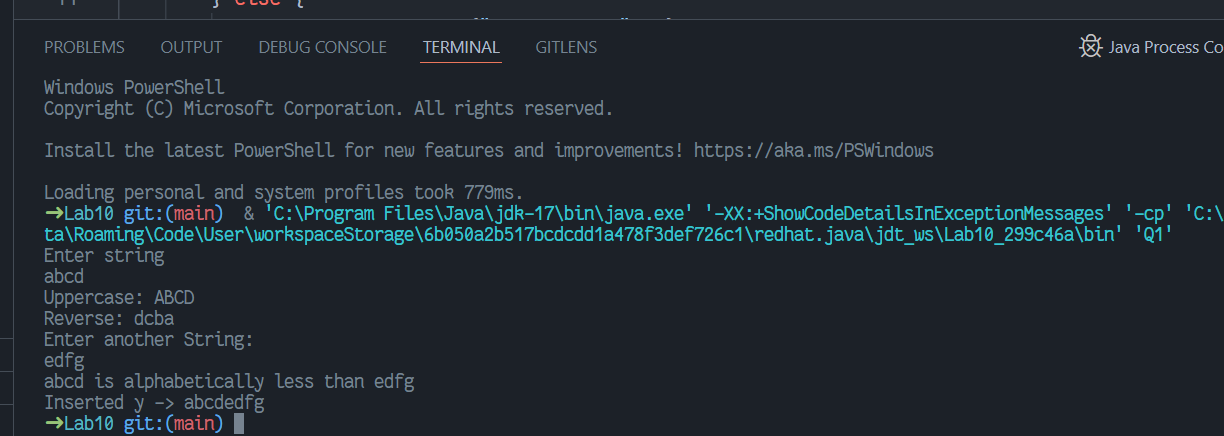 } else {
PROBLEMS OUTPUT DEBUG CONSOLE TERMINAL GITLENS Java Process Co
Windows PowerShell
Copyright (C) Microsoft Corporation. All rights reserved.
Install the latest PowerShell for new features and improvements! https://aka.ms/PSWindows
Loading personal and system profiles took 779ms.
➜Lab10 git:(main) & 'C:\Program Files\Java\jdk-17\bin\java.exe' '-XX:+ShowCodeDetailsInExceptionMessages' '-cp' 'C:\
ta\Roaming\Code\User\workspaceStorage\6b050a2b517bcdcdd1a478f3def726c1\redhat.java\jdt_ws\Lab10_299c46a\bin' 'Q1'
Enter string
abcd
Uppercase: ABCD
Reverse: dcba
Enter another String:
edfg
abcd is alphabetically less than edfg
Inserted y -> abcdedfg
➜Lab10 git:(main)